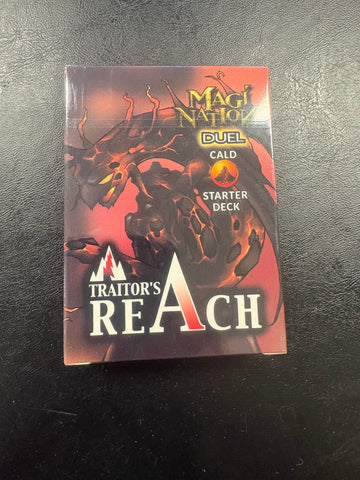 MAGI
NATION
DUEL
CALD
STARTER
DECK
TRAITOR'S
REACH